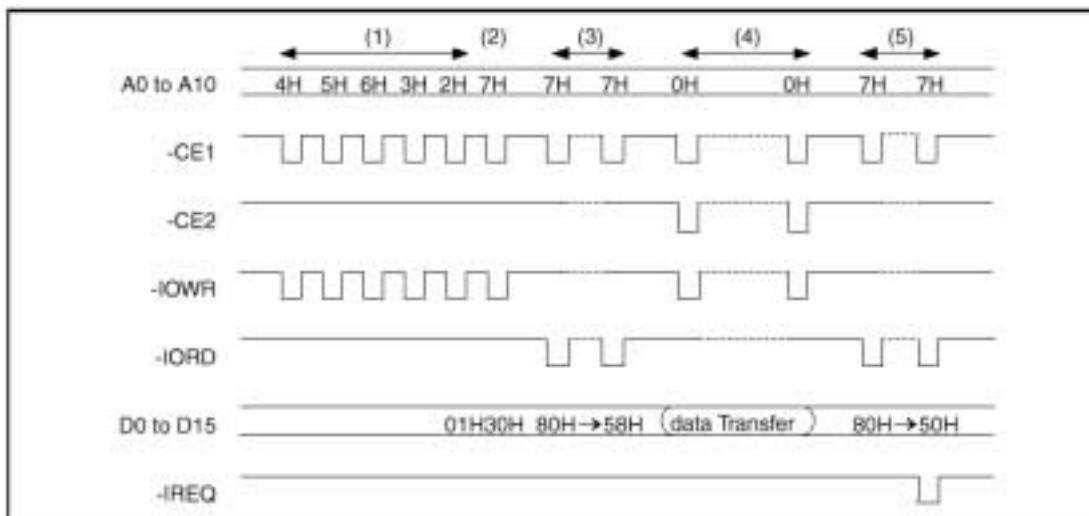 (1) (2) (3) (4) (5)
A0 to A10 4H 5H 6H 3H 2H 7H 7H 7H 0H 0H 7H 7H
-CE1
-CE2
-IOWR
-IORD
D0 to D15 01H30H 80H→58H (data Transfer) 80H→50H
-IREQ